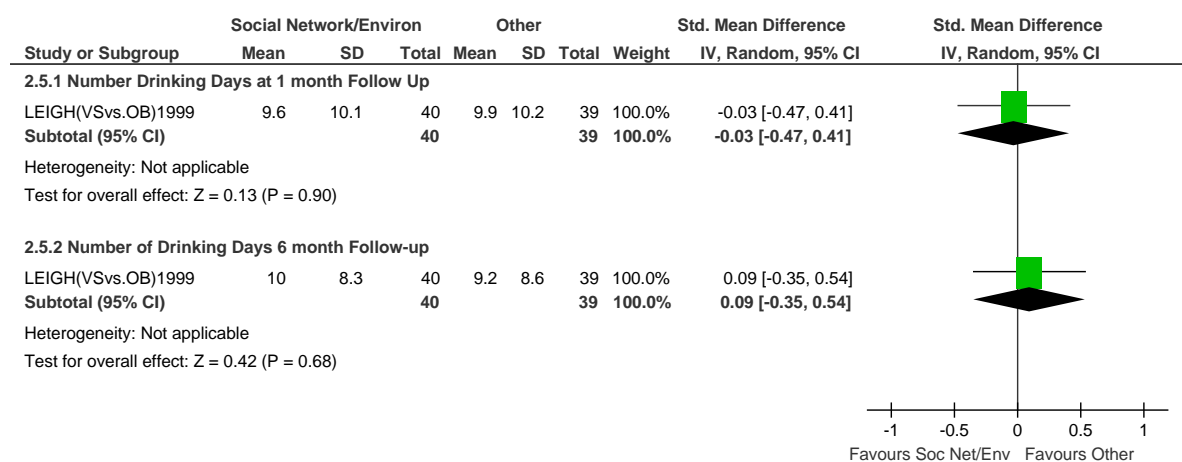 Social Network/Environ Other Std. Mean Difference Std. Mean Difference
Study or Subgroup Mean SD Total Mean SD Total Weight IV, Random, 95% CI IV, Random, 95% CI
2.5.1 Number Drinking Days at 1 month Follow Up
LEIGH(VSvs.OB)1999 9.6 10.1 40 9.9 10.2 39 100.0% -0.03 [-0.47, 0.41]
Subtotal (95% CI) 40 39 100.0% -0.03 [-0.47, 0.41]
Heterogeneity: Not applicable
Test for overall effect: Z = 0.13 (P = 0.90)
2.5.2 Number of Drinking Days 6 month Follow-up
LEIGH(VSvs.OB)1999 10 8.3 40 9.2 8.6 39 100.0% 0.09 [-0.35, 0.54]
Subtotal (95% CI) 40 39 100.0% 0.09 [-0.35, 0.54]
Heterogeneity: Not applicable
Test for overall effect: Z = 0.42 (P = 0.68)
-1 -0.5 0 0.5 1
Favours Soc Net/Env Favours Other